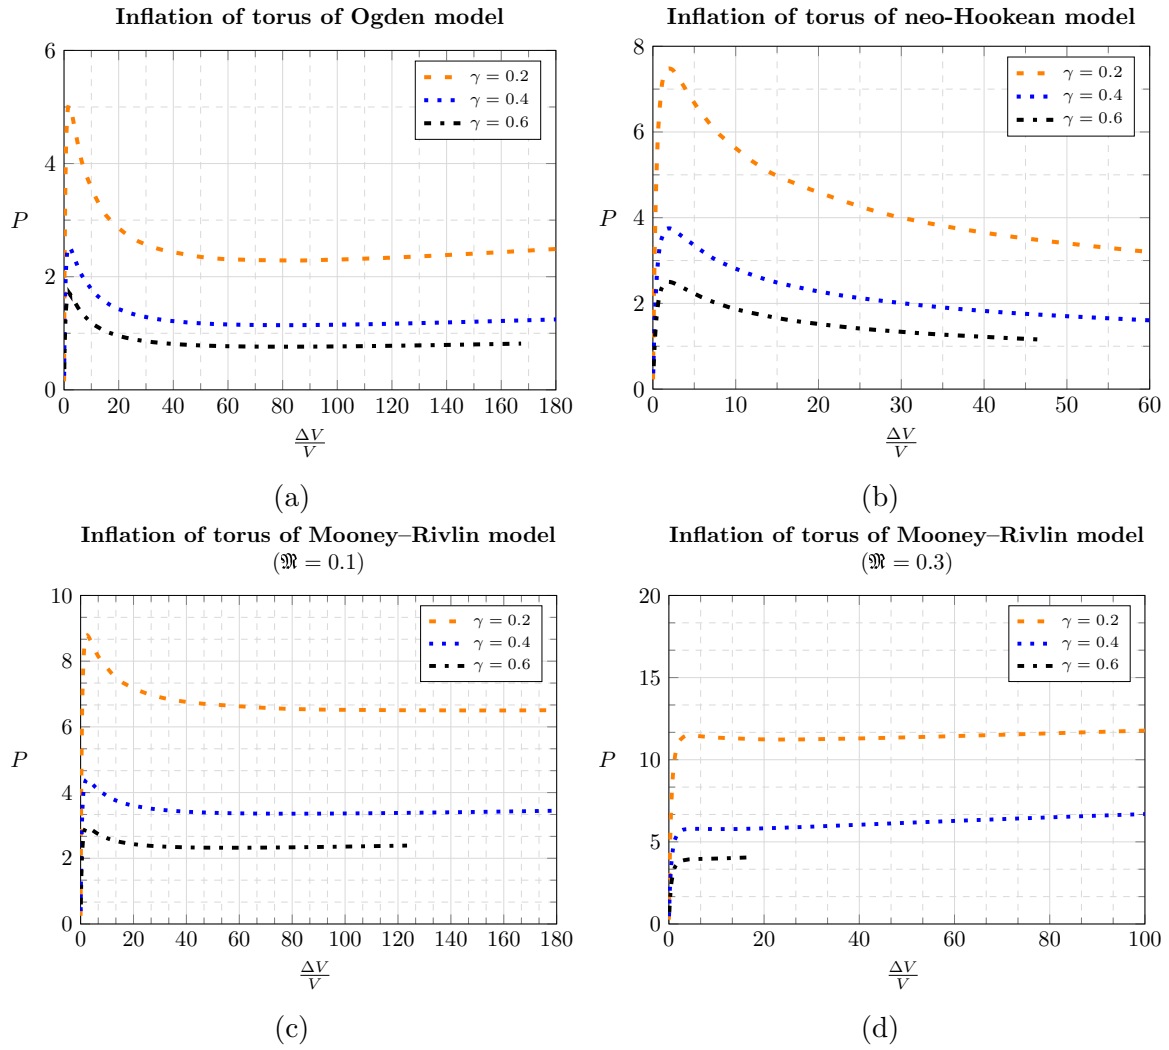 Inflation of torus of Ogden model
6
4
2
0
P
0 20 40 60 80 100 120 140 160 180
ΔV
V
γ = 0.2
γ = 0.4
γ = 0.6
(a)
Inflation of torus of neo-Hookean model
8
6
4
2
0
P
0 10 20 30 40 50 60
ΔV
V
γ = 0.2
γ = 0.4
γ = 0.6
(b)
Inflation of torus of Mooney–Rivlin model
(𝔐 = 0.1)
10
8
6
4
2
0
P
0 20 40 60 80 100 120 140 160 180
ΔV
V
γ = 0.2
γ = 0.4
γ = 0.6
(c)
Inflation of torus of Mooney–Rivlin model
(𝔐 = 0.3)
20
15
10
5
0
P
0 20 40 60 80 100
ΔV
V
γ = 0.2
γ = 0.4
γ = 0.6
(d)